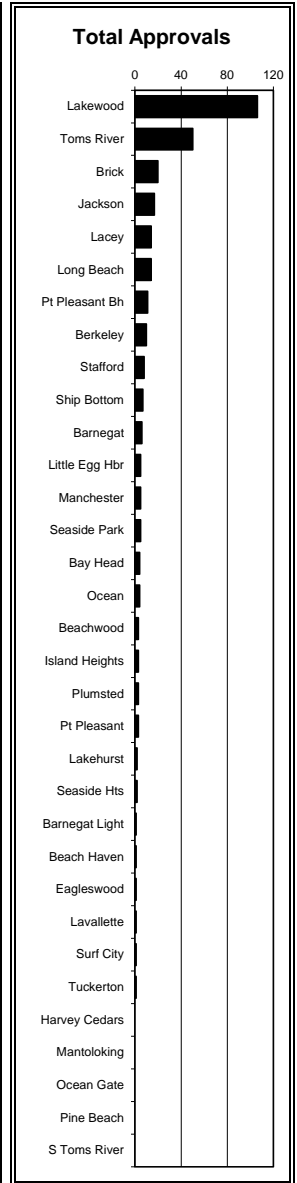 Total Approvals
0 40 80 120
Lakewood
Toms River
Brick
Jackson
Lacey
Long Beach
Pt Pleasant Bh
Berkeley
Stafford
Ship Bottom
Barnegat
Little Egg Hbr
Manchester
Seaside Park
Bay Head
Ocean
Beachwood
Island Heights
Plumsted
Pt Pleasant
Lakehurst
Seaside Hts
Barnegat Light
Beach Haven
Eagleswood
Lavallette
Surf City
Tuckerton
Harvey Cedars
Mantoloking
Ocean Gate
Pine Beach
S Toms River